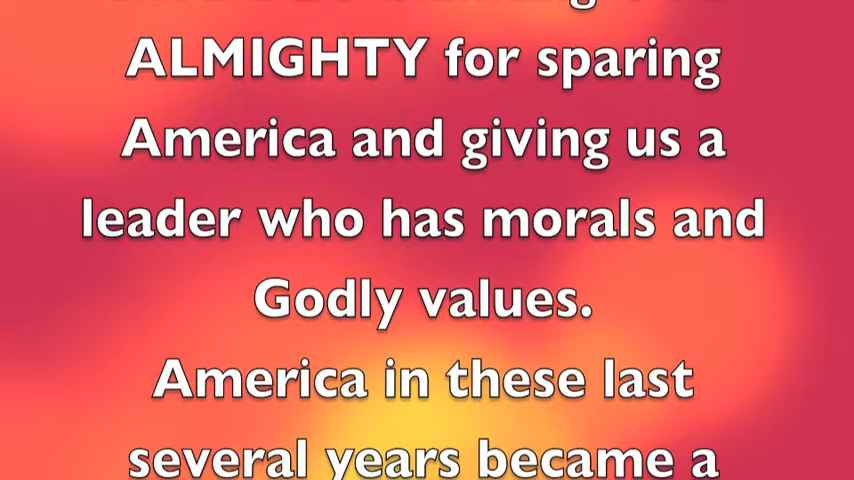 ALMIGHTY for sparing
America and giving us a
leader who has morals and
Godly values.
America in these last
several years became a